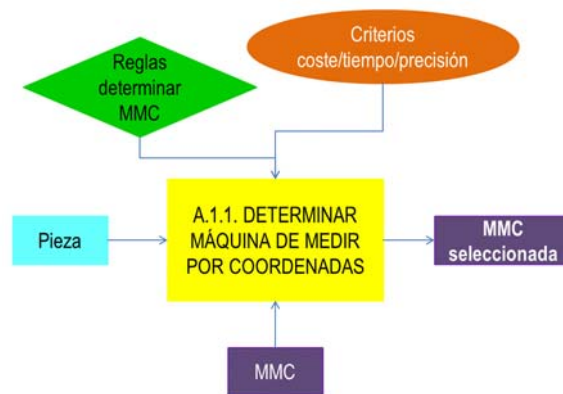 Reglas
determinar
MMC
Criterios
coste/tiempo/precisión
Pieza
A.1.1. DETERMINAR
MÁQUINA DE MEDIR
POR COORDENADAS
MMC
seleccionada
MMC